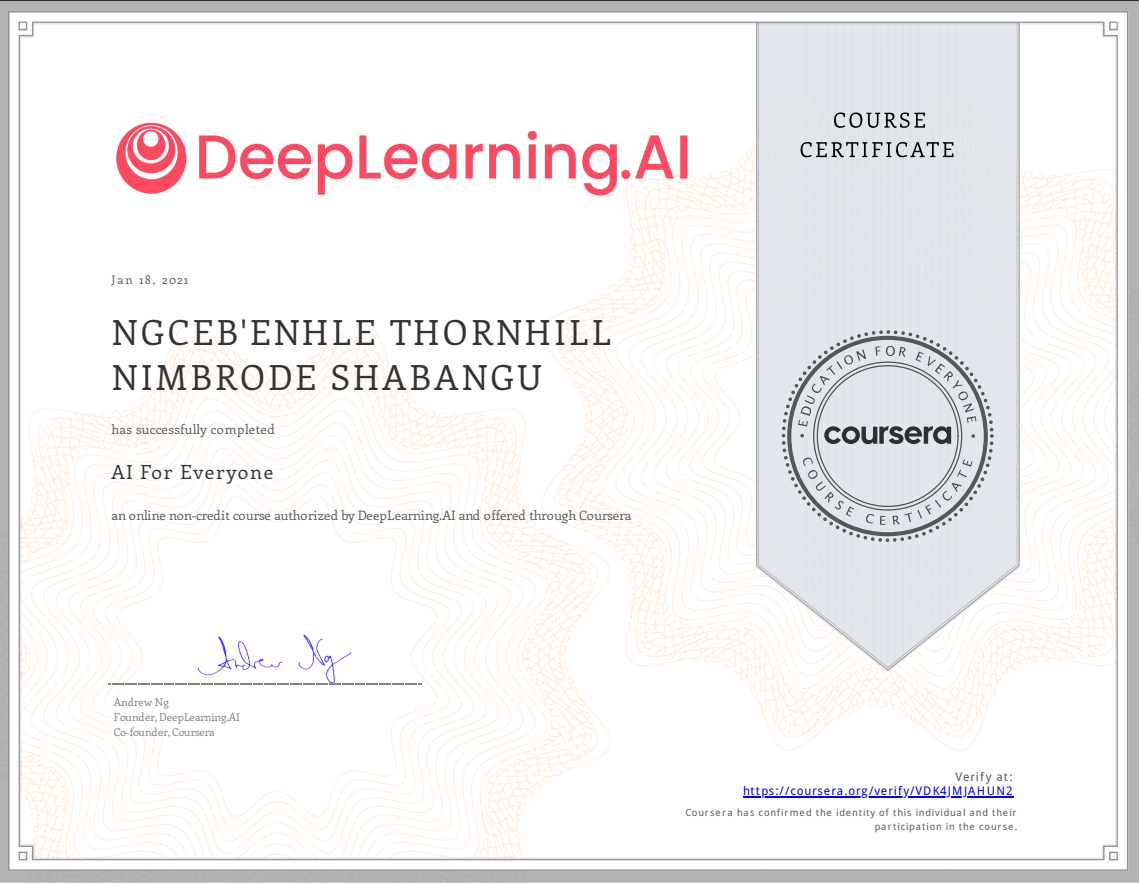 DeepLearning.AI
COURSE
CERTIFICATE
Jan 18, 2021
NGCEB'ENHLE THORNHILL
NIMBRODE SHABANGU
has successfully completed
AI For Everyone
an online non-credit course authorized by DeepLearning.AI and offered through Coursera
EDUCATION FOR EVERYONE
coursera
COURSE CERTIFICATE
Andrew Ng
Andrew Ng
Founder, DeepLearning.AI
Co-founder, Coursera
Verify at:
https://coursera.org/verify/VDK4JMJAHUN2
Coursera has confirmed the identity of this individual and their
participation in the course.